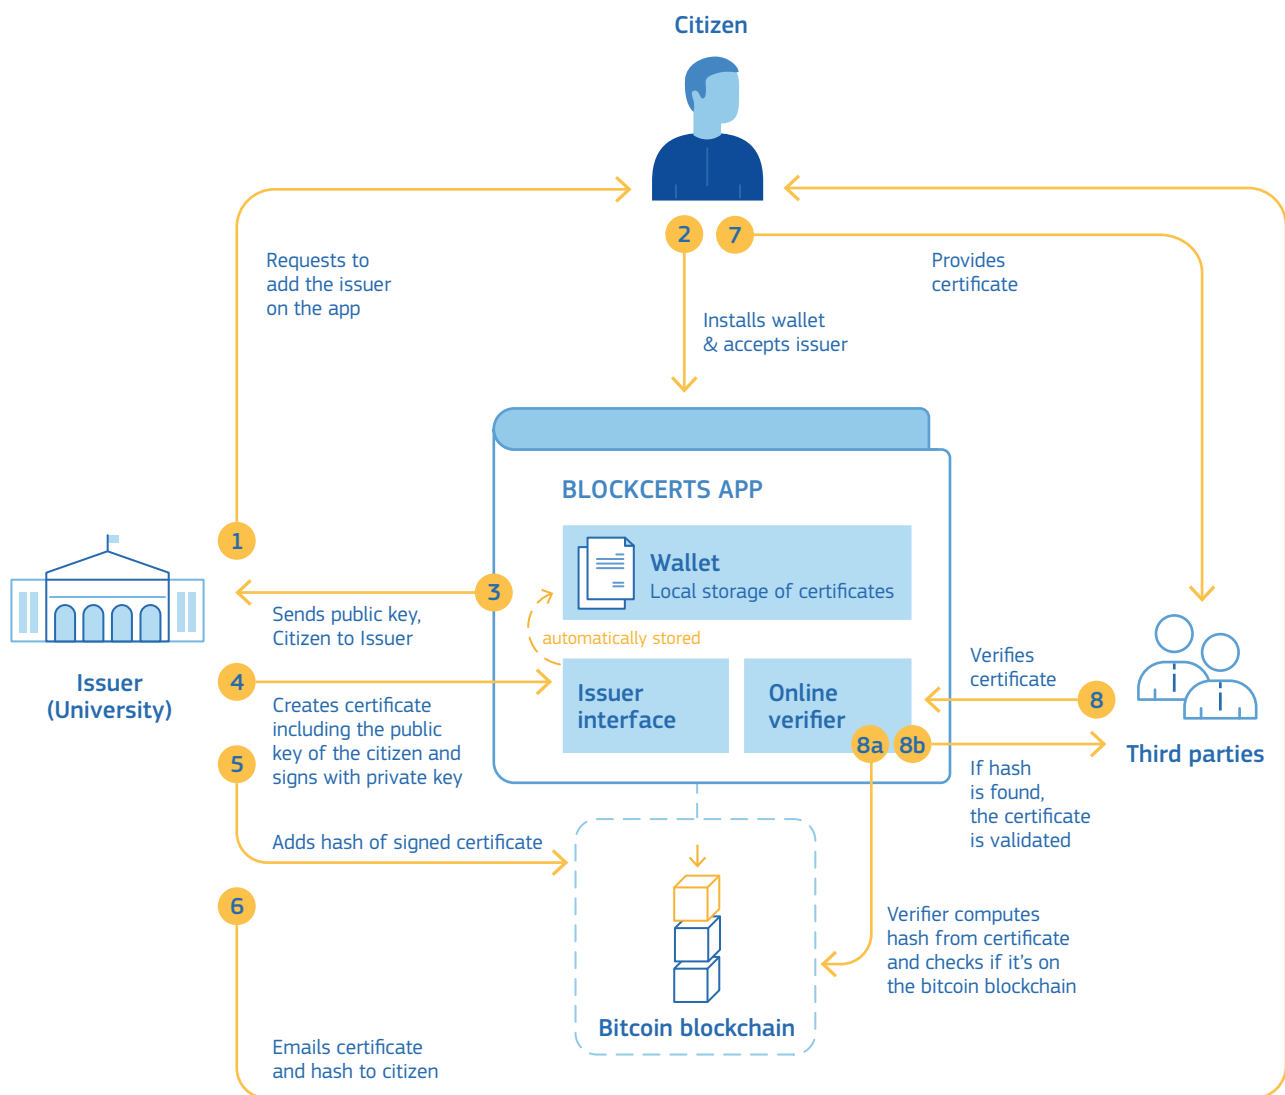 Citizen
2
7
Requests to
add the issuer
on the app
Provides
certificate
Installs wallet
& accepts issuer
BLOCKCERTS APP
1
Wallet
Local storage of certificates
3
Sends public key,
Citizen to Issuer
automatically stored
Issuer
(University)
4
Creates certificate
including the public
key of the citizen and
signs with private key
Issuer
interface
Online
verifier
Verifies
certificate
8
8a
8b
Third parties
If hash
is found,
the certificate
is validated
5
Adds hash of signed certificate
6
Verifier computes
hash from certificate
and checks if it's on
the bitcoin blockchain
Bitcoin blockchain
Emails certificate
and hash to citizen